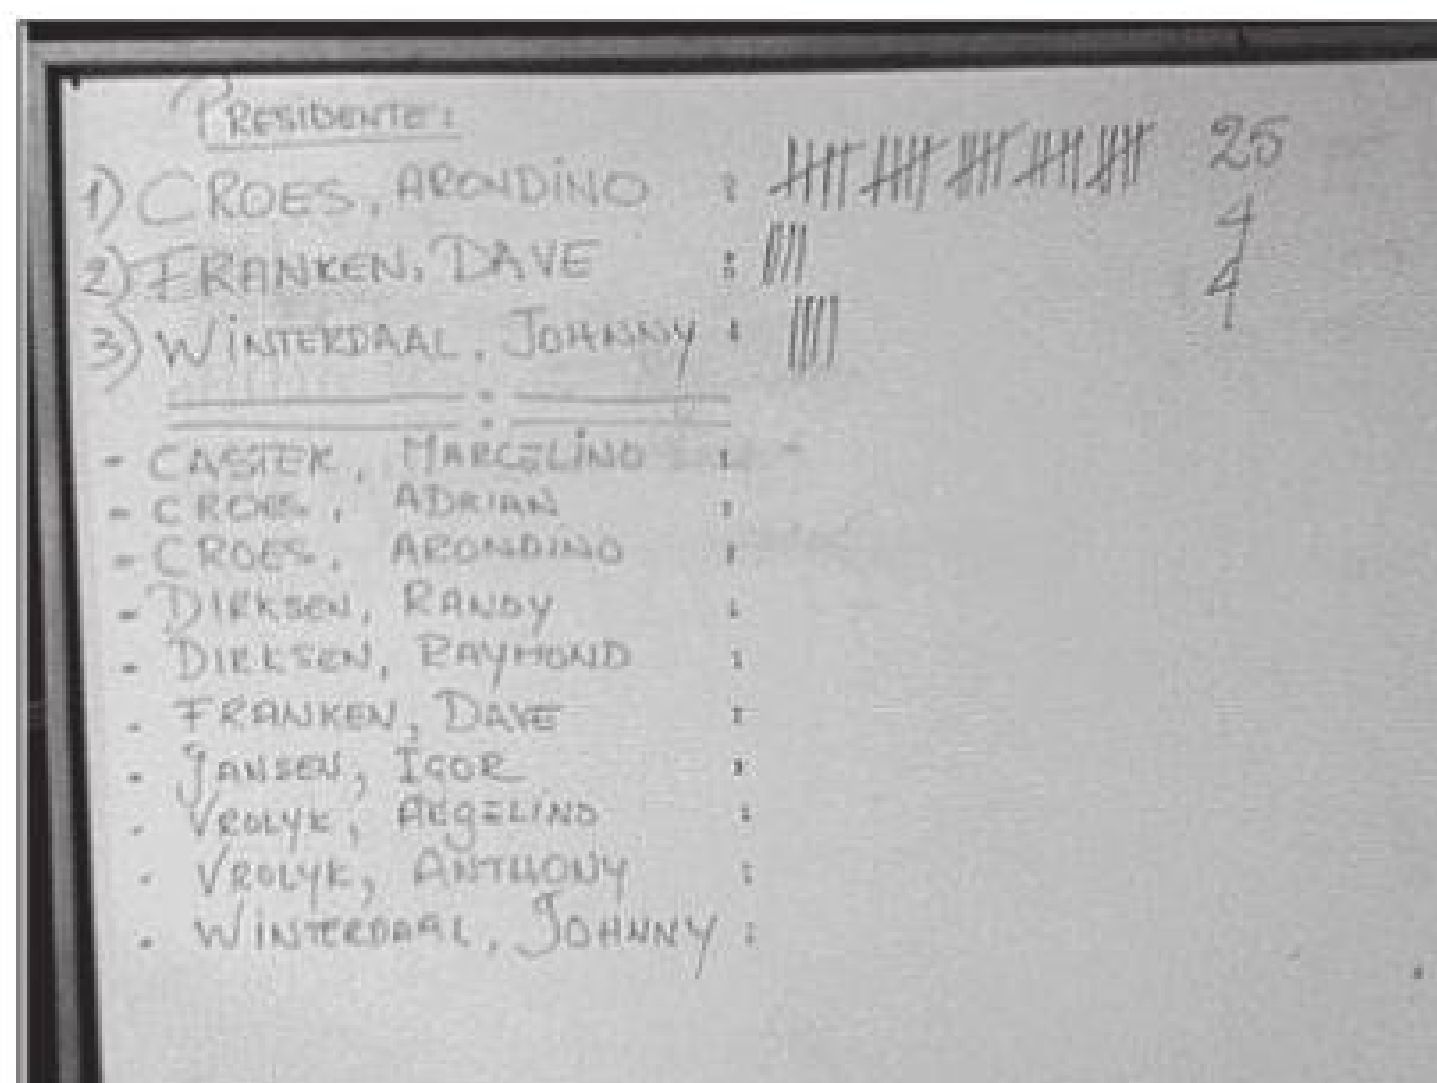 PRESIDENTE:
1) CROES, ARONDINO : 25
2) FRANKEN, DAVE : 4
3) WINTERDAAL, JOHNNY : 4
- CASTER, MARCELINO :
- CROES, ADRIAN :
- CROES, ARONDINO :
- DIRKSEN, RANDY :
- DIRKSEN, RAYMOND :
- FRANKEN, DAVE :
- JANSEN, IGOR :
- VROLYK, ARGELINO :
- VROLYK, ANTHONY :
- WINTERDAAL, JOHNNY :